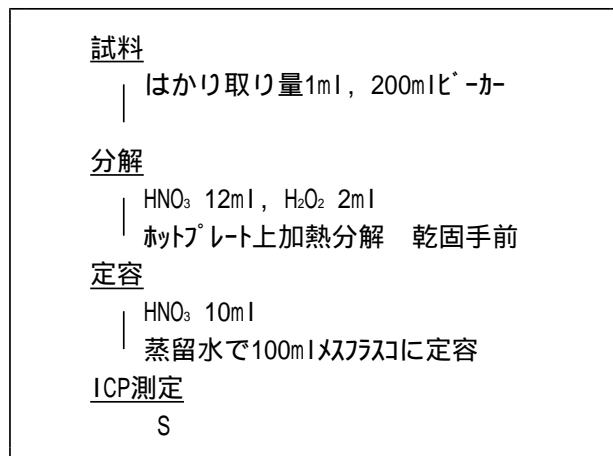 試料
はかり取り量1ml, 200mlﾋﾞｰｶｰ
分解
HNO₃ 12ml, H₂O₂ 2ml
ﾎｯﾄﾌﾟﾚｰﾄ上加熱分解　乾固手前
定容
HNO₃ 10ml
蒸留水で100mlﾒｽﾌﾗｽｺに定容
ICP測定
S